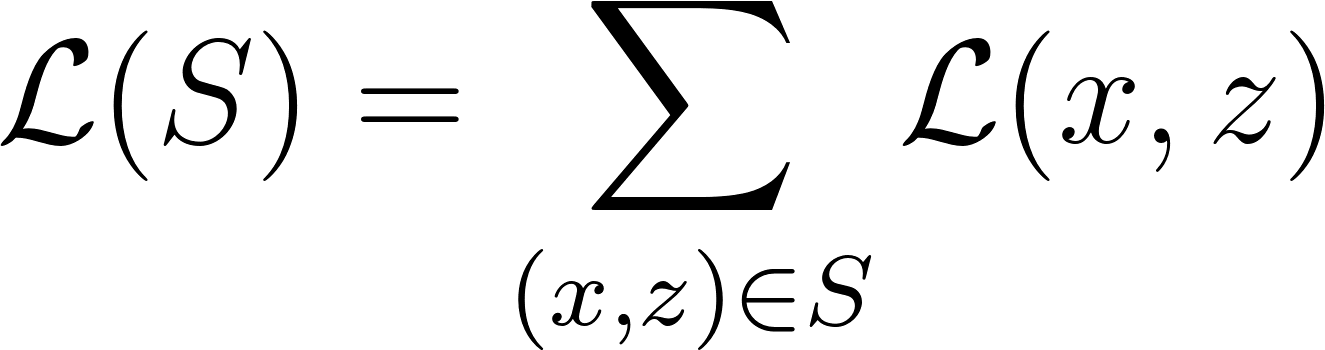 ℒ(S) = ∑ ℒ(x, z)
(x,z)∈S